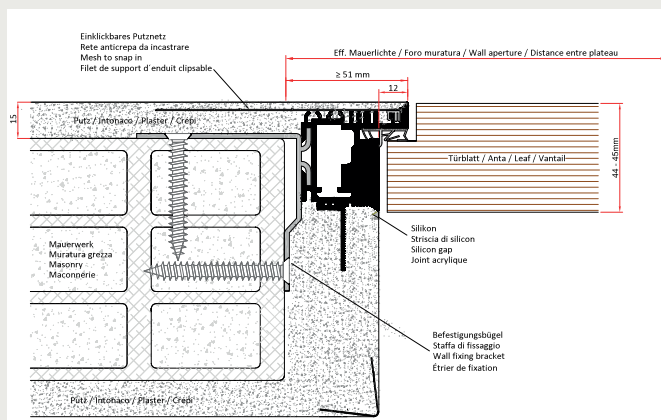 Einklickbares Putznetz
Rete anticrepa da incastrare
Mesh to snap in
Filet de support d´enduit clipsable
Eff. Mauerlichte / Foro muratura / Wall aperture / Distance entre plateau
≥ 51 mm
12
15
Putz / Intonaco / Plaster / Crépi
Türblatt / Anta / Leaf / Vantail
44 - 45mm
Mauerwerk
Muratura grezza
Masonry
Maconnerie
Silikon
Striscia di silicon
Silicon gap
Joint acrylique
Befestigungsbügel
Staffa di fissaggio
Wall fixing bracket
Étrier de fixation
Putz / Intonaco / Plaster / Crépi